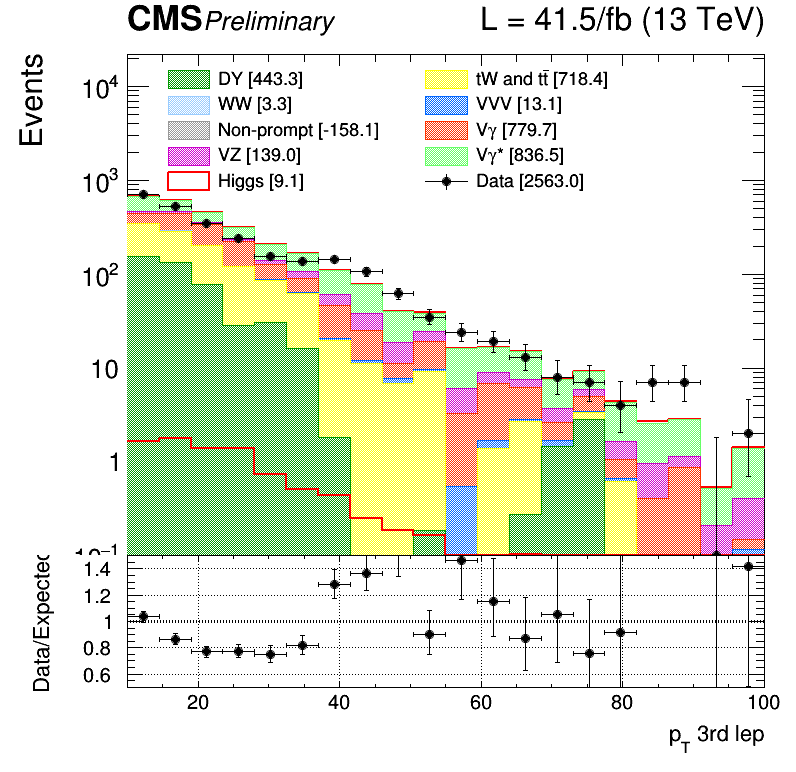 CMS Preliminary L = 41.5/fb (13 TeV)
Events
DY [443.3]
tW and tt̄ [718.4]
WW [3.3]
VVV [13.1]
Non-prompt [-158.1]
Vγ [779.7]
VZ [139.0]
Vγ* [836.5]
Higgs [9.1]
Data [2563.0]
10⁴
10³
10²
10
1
10⁻¹
Data/Expected
1.4
1.2
1
0.8
0.6
20 40 60 80 100
p_T 3rd lep